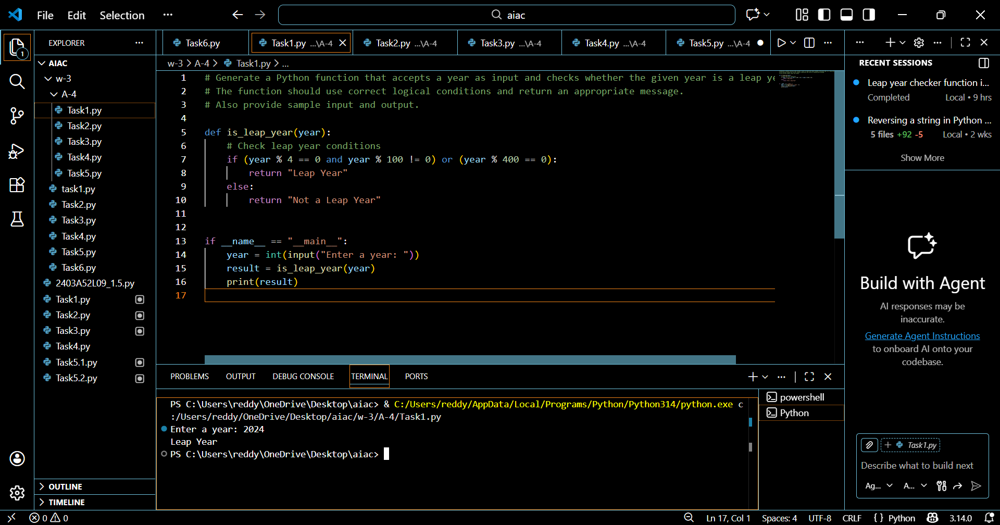 File Edit Selection ... aiac
EXPLORER ...
AIAC
w-3
A-4
Task1.py
Task2.py
Task3.py
Task4.py
Task5.py
task1.py
Task2.py
Task3.py
Task4.py
Task5.py
Task6.py
2403A52L09_1.5.py
Task1.py
Task2.py
Task3.py
Task4.py
Task5.1.py
Task5.2.py
OUTLINE
TIMELINE
1
Task6.py Task1.py ...\A-4 Task2.py ...\A-4 Task3.py ...\A-4 Task4.py ...\A-4 Task5.py ...\A-4
w-3 > A-4 > Task1.py > ...
1 # Generate a Python function that accepts a year as input and checks whether the given year is a leap ye
2 # The function should use correct logical conditions and return an appropriate message.
3 # Also provide sample input and output.
4
5 def is_leap_year(year):
6 # Check leap year conditions
7 if (year % 4 == 0 and year % 100 != 0) or (year % 400 == 0):
8 return "Leap Year"
9 else:
10 return "Not a Leap Year"
11
12
13 if __name__ == "__main__":
14 year = int(input("Enter a year: "))
15 result = is_leap_year(year)
16 print(result)
17
PROBLEMS OUTPUT DEBUG CONSOLE TERMINAL PORTS
PS C:\Users\reddy\OneDrive\Desktop\aiac> & C:/Users/reddy/AppData/Local/Programs/Python/Python314/python.exe c
:/Users/reddy/OneDrive/Desktop/aiac/w-3/A-4/Task1.py
Enter a year: 2024
Leap Year
PS C:\Users\reddy\OneDrive\Desktop\aiac>
powershell
Python
RECENT SESSIONS
Leap year checker function i...
Completed Local • 9 hrs
Reversing a string in Python ...
5 files +92 -5 Local • 2 wks
Show More
Build with Agent
AI responses may be
inaccurate.
Generate Agent Instructions
to onboard AI onto your
codebase.
+ Task1.py
Describe what to build next
Ag... A...
0 0 Ln 17, Col 1 Spaces: 4 UTF-8 CRLF {} Python 3.14.0